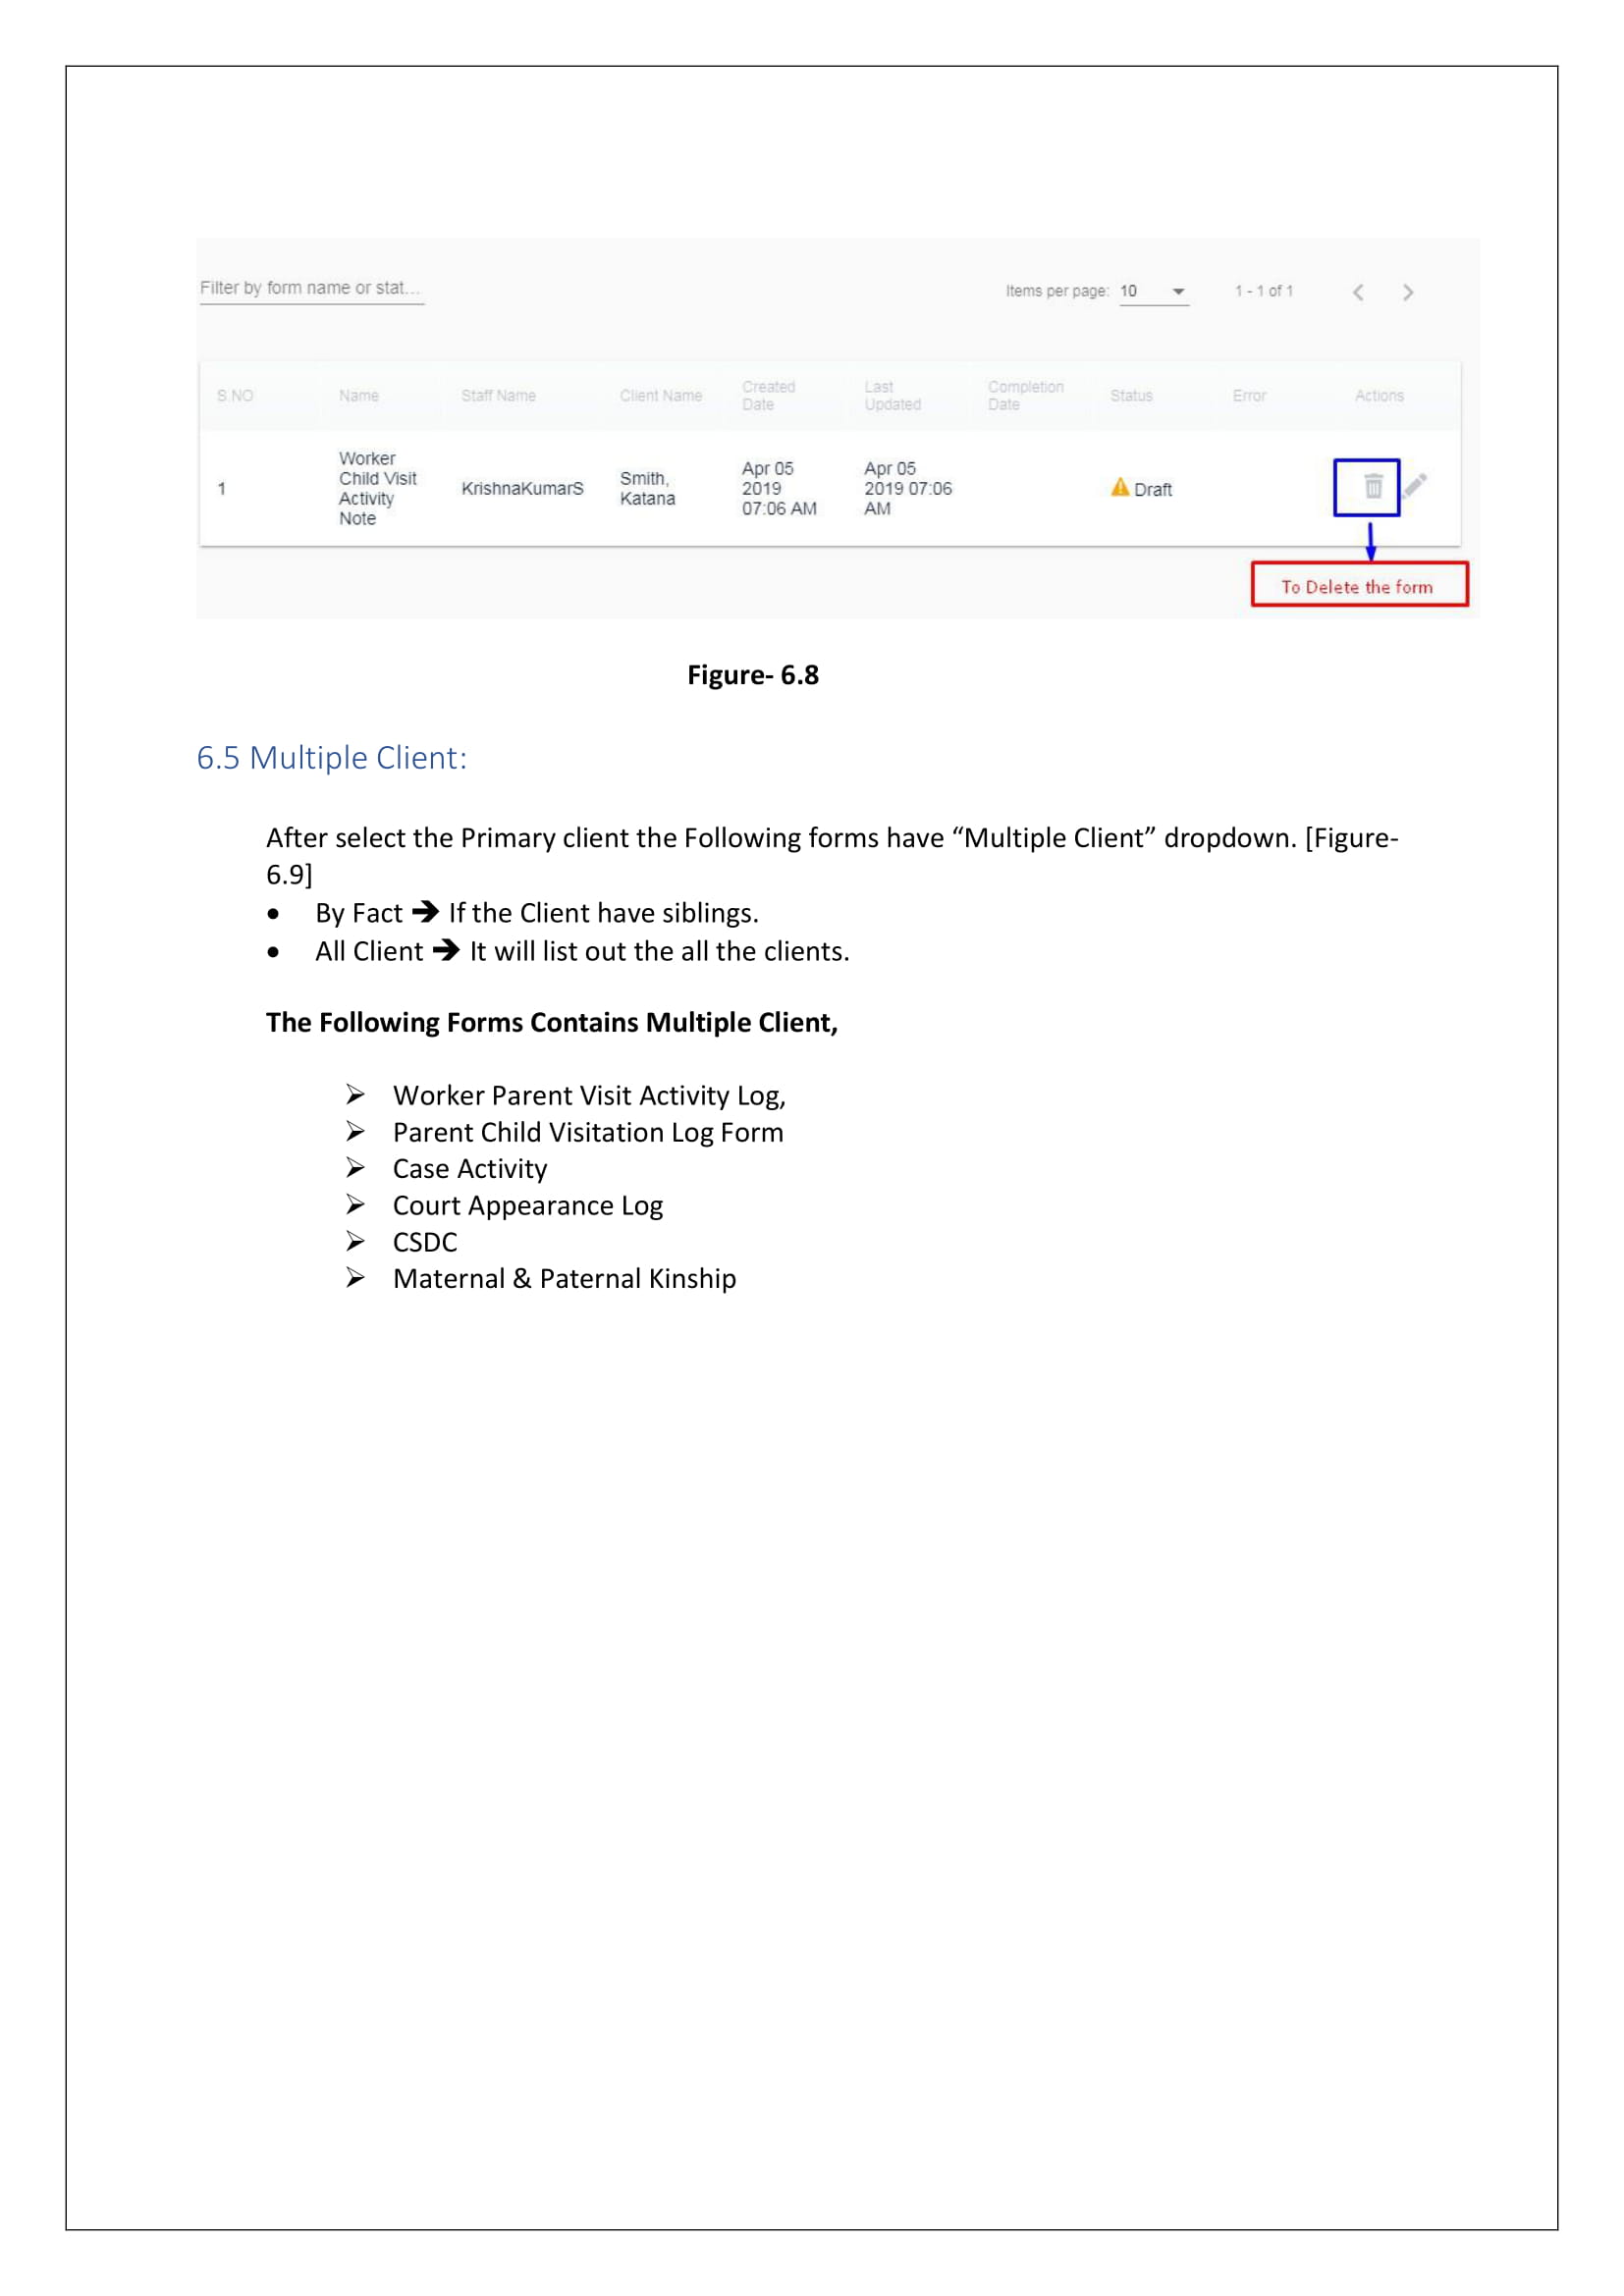 Filter by form name or stat...
Items per page: 10 1 - 1 of 1
S.NO Name Staff Name Client Name Created Date Last Updated Completion Date Status Error Actions
1 Worker Child Visit Activity Note KrishnaKumarS Smith, Katana Apr 05 2019 07:06 AM Apr 05 2019 07:06 AM Draft
To Delete the form
Figure- 6.8
6.5 Multiple Client:
After select the Primary client the Following forms have “Multiple Client” dropdown. [Figure-
6.9]
• By Fact ➔ If the Client have siblings.
• All Client ➔ It will list out the all the clients.
The Following Forms Contains Multiple Client,
➢ Worker Parent Visit Activity Log,
➢ Parent Child Visitation Log Form
➢ Case Activity
➢ Court Appearance Log
➢ CSDC
➢ Maternal & Paternal Kinship